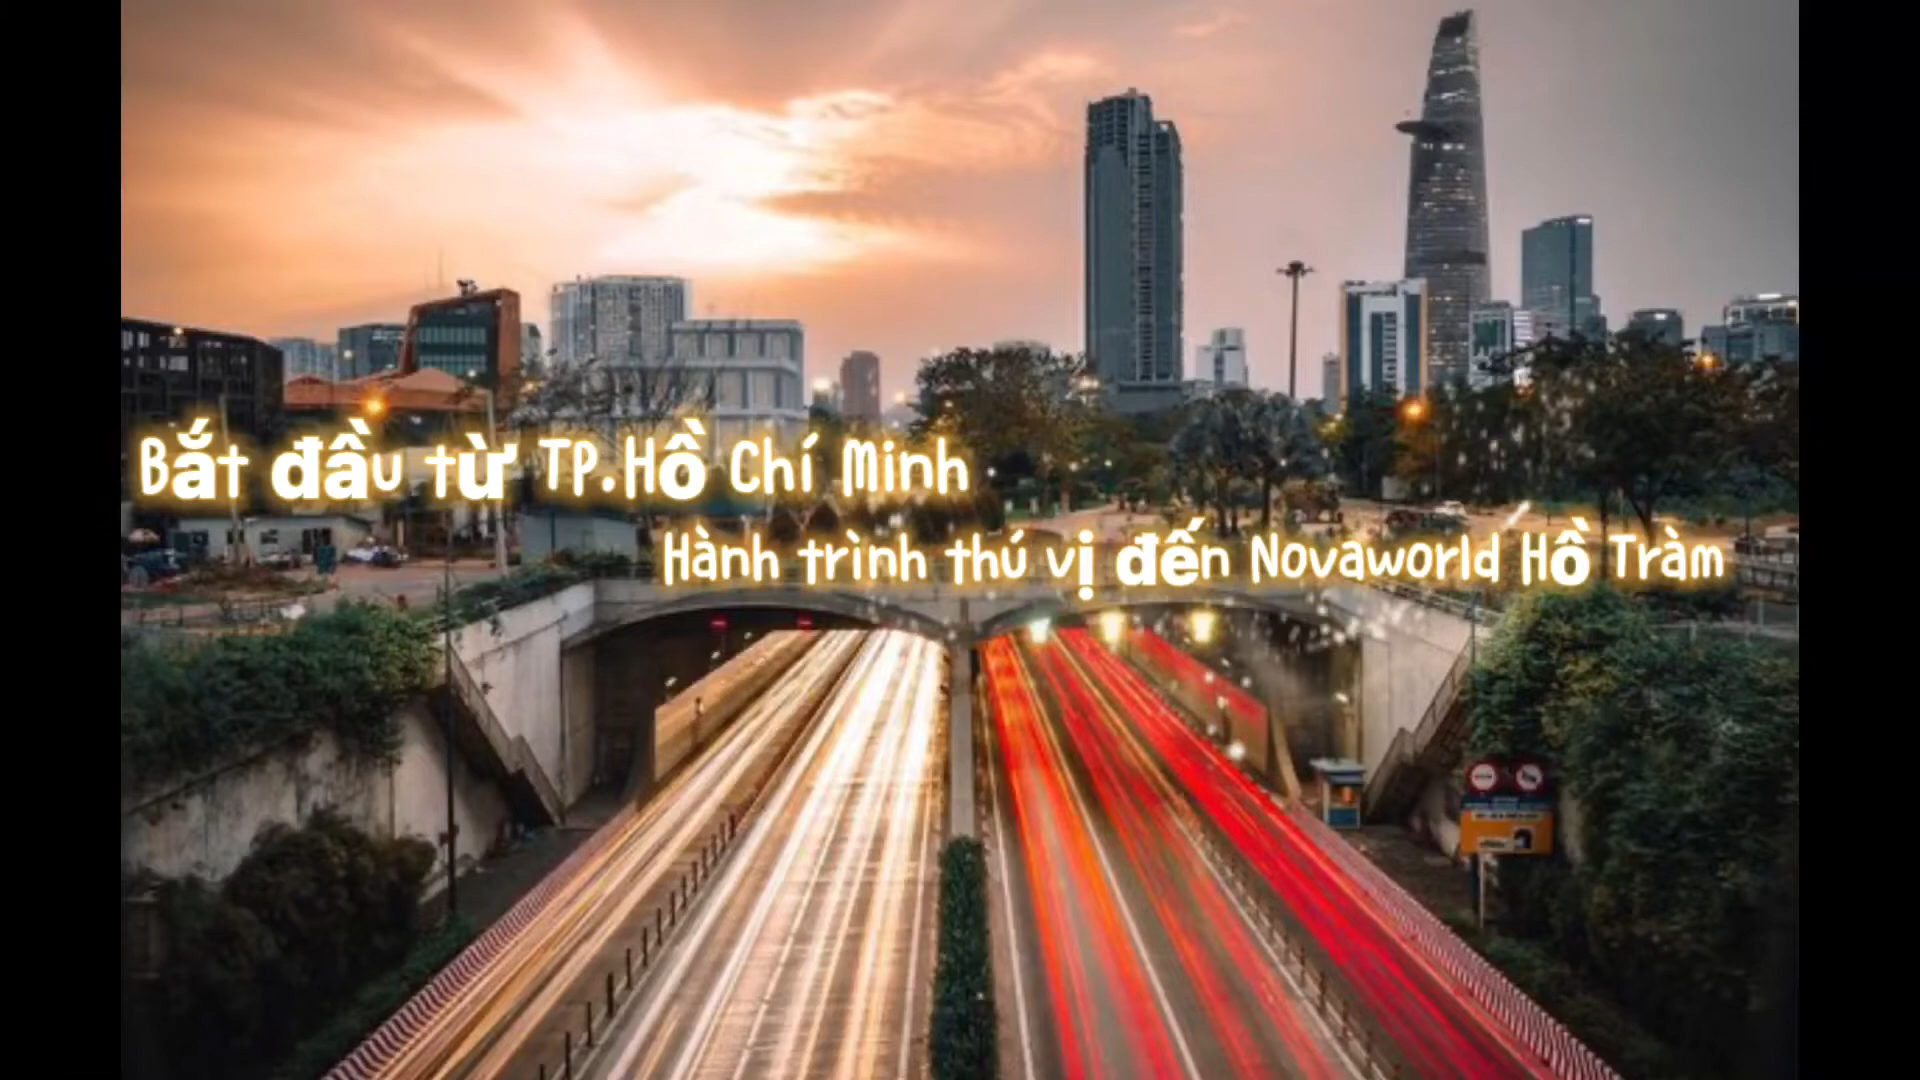 Bắt đầu từ TP.Hồ Chí Minh
Hành trình thú vị đến Novaworld Hồ Tràm